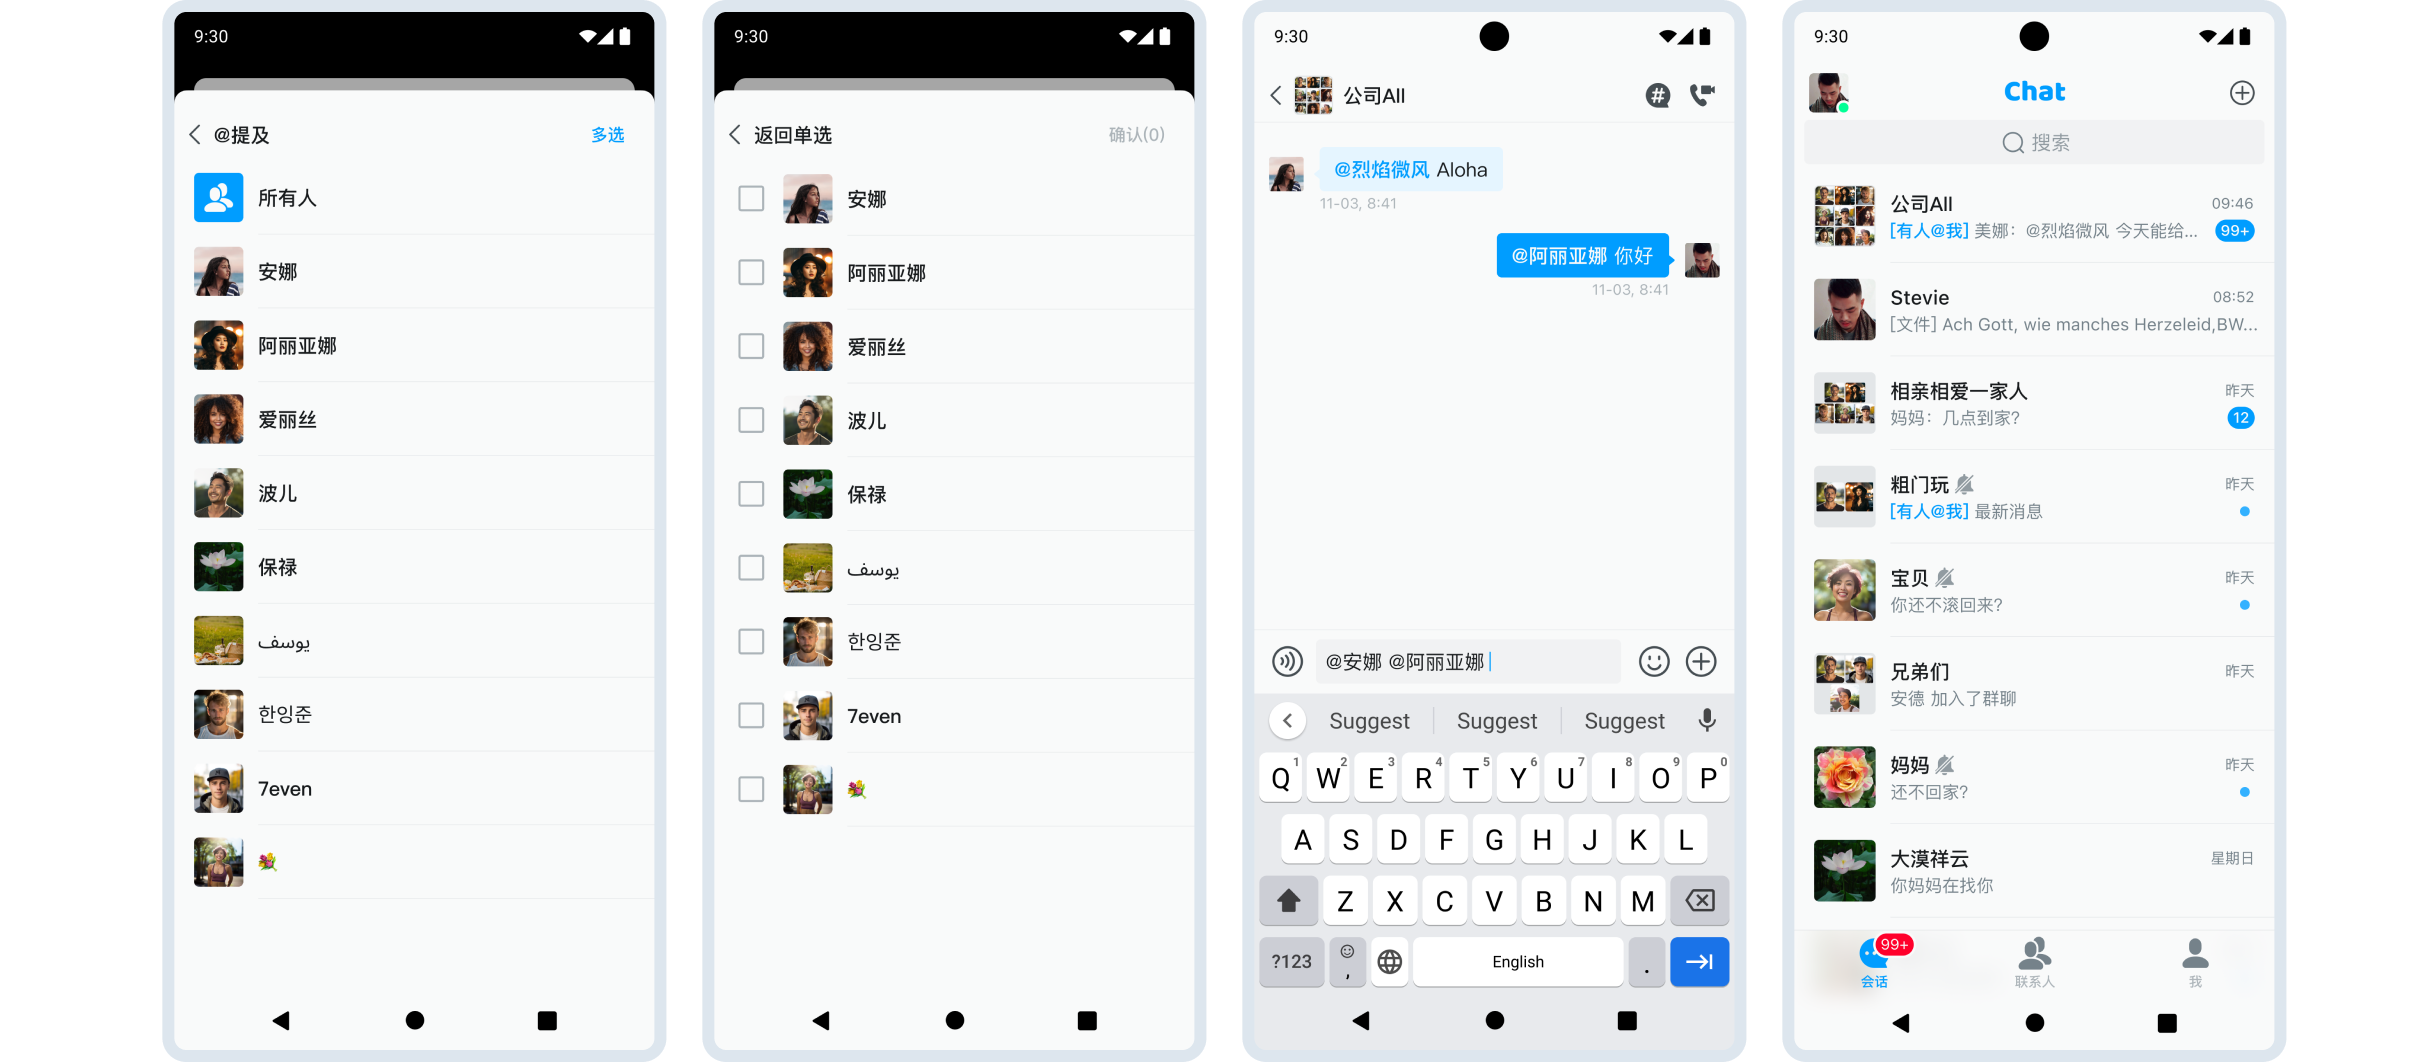 9:30
@提及
多选
所有人
安娜
阿丽亚娜
爱丽丝
波儿
保禄
يوسف
한잉준
7even
9:30
返回单选
确认(0)
安娜
阿丽亚娜
爱丽丝
波儿
保禄
يوسف
한잉준
7even
9:30
公司All
@烈焰微风 Aloha
11-03, 8:41
@阿丽亚娜 你好
11-03, 8:41
@安娜 @阿丽亚娜
Suggest Suggest Suggest
Q1 W2 E3 R4 T5 Y6 U7 I8 O9 P0
A S D F G H J K L
Z X C V B N M
?123 , English .
9:30
Chat
搜索
公司All 09:46
[有人@我] 美娜：@烈焰微风 今天能给... 99+
Stevie 08:52
[文件] Ach Gott, wie manches Herzeleid,BW...
相亲相爱一家人 昨天
妈妈：几点到家? 12
粗门玩 昨天
[有人@我] 最新消息
宝贝 昨天
你还不滚回来?
兄弟们 昨天
安德 加入了群聊
妈妈 昨天
还不回家?
大漠祥云 星期日
你妈妈在找你
99+
会话 联系人 我